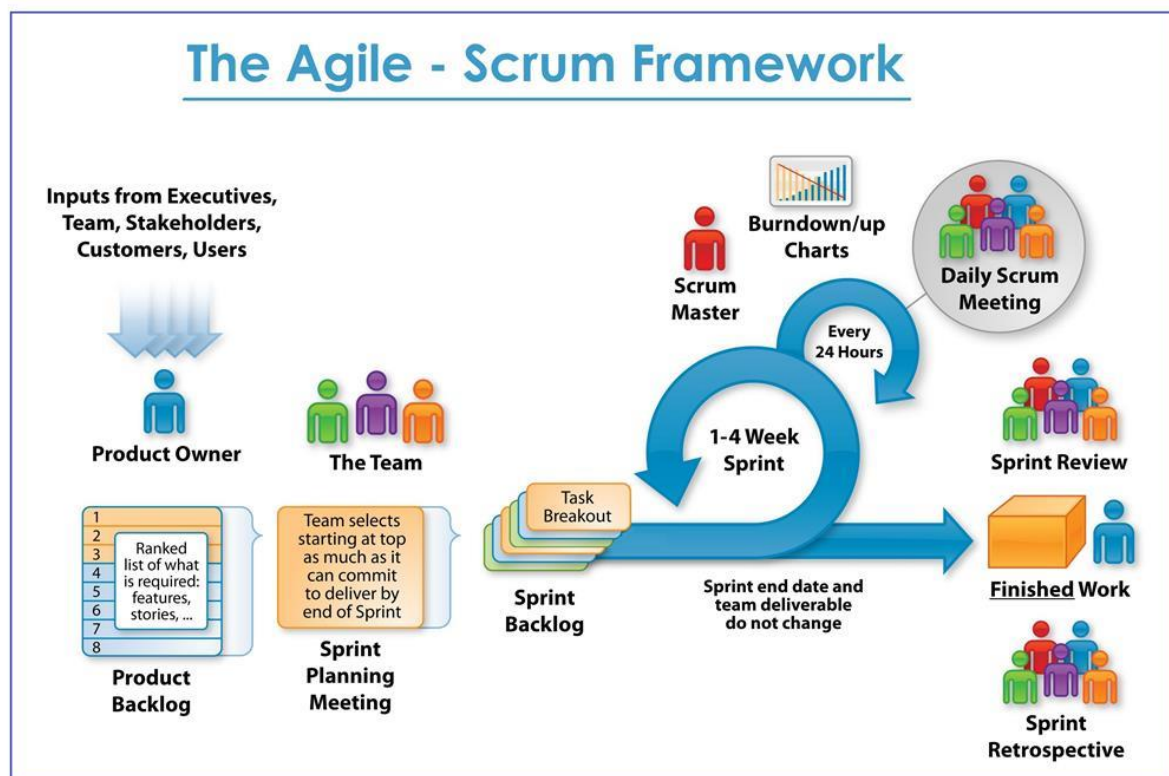 The Agile - Scrum Framework
Inputs from Executives,
Team, Stakeholders,
Customers, Users
Product Owner
The Team
1
2
3
4
5
6
7
8
Ranked
list of what
is required:
features,
stories, ...
Product
Backlog
Team selects
starting at top
as much as it
can commit
to deliver by
end of Sprint
Sprint
Planning
Meeting
Task
Breakout
Sprint
Backlog
Scrum
Master
Burndown/up
Charts
Every
24 Hours
Daily Scrum
Meeting
1-4 Week
Sprint
Sprint end date and
team deliverable
do not change
Sprint Review
Finished Work
Sprint
Retrospective